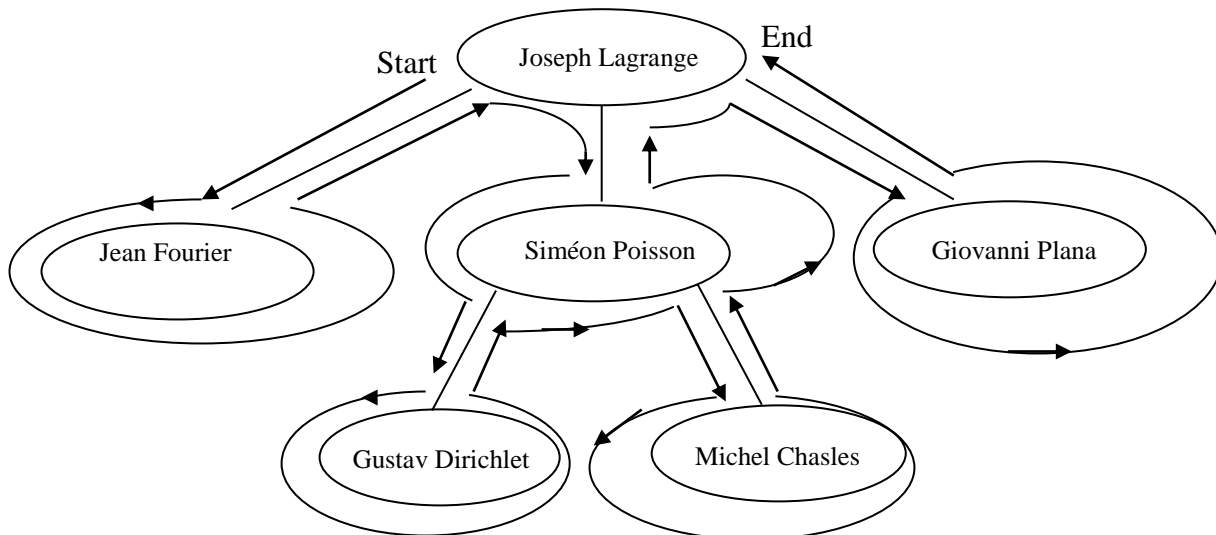 Start
Joseph Lagrange
End
Jean Fourier
Siméon Poisson
Giovanni Plana
Gustav Dirichlet
Michel Chasles